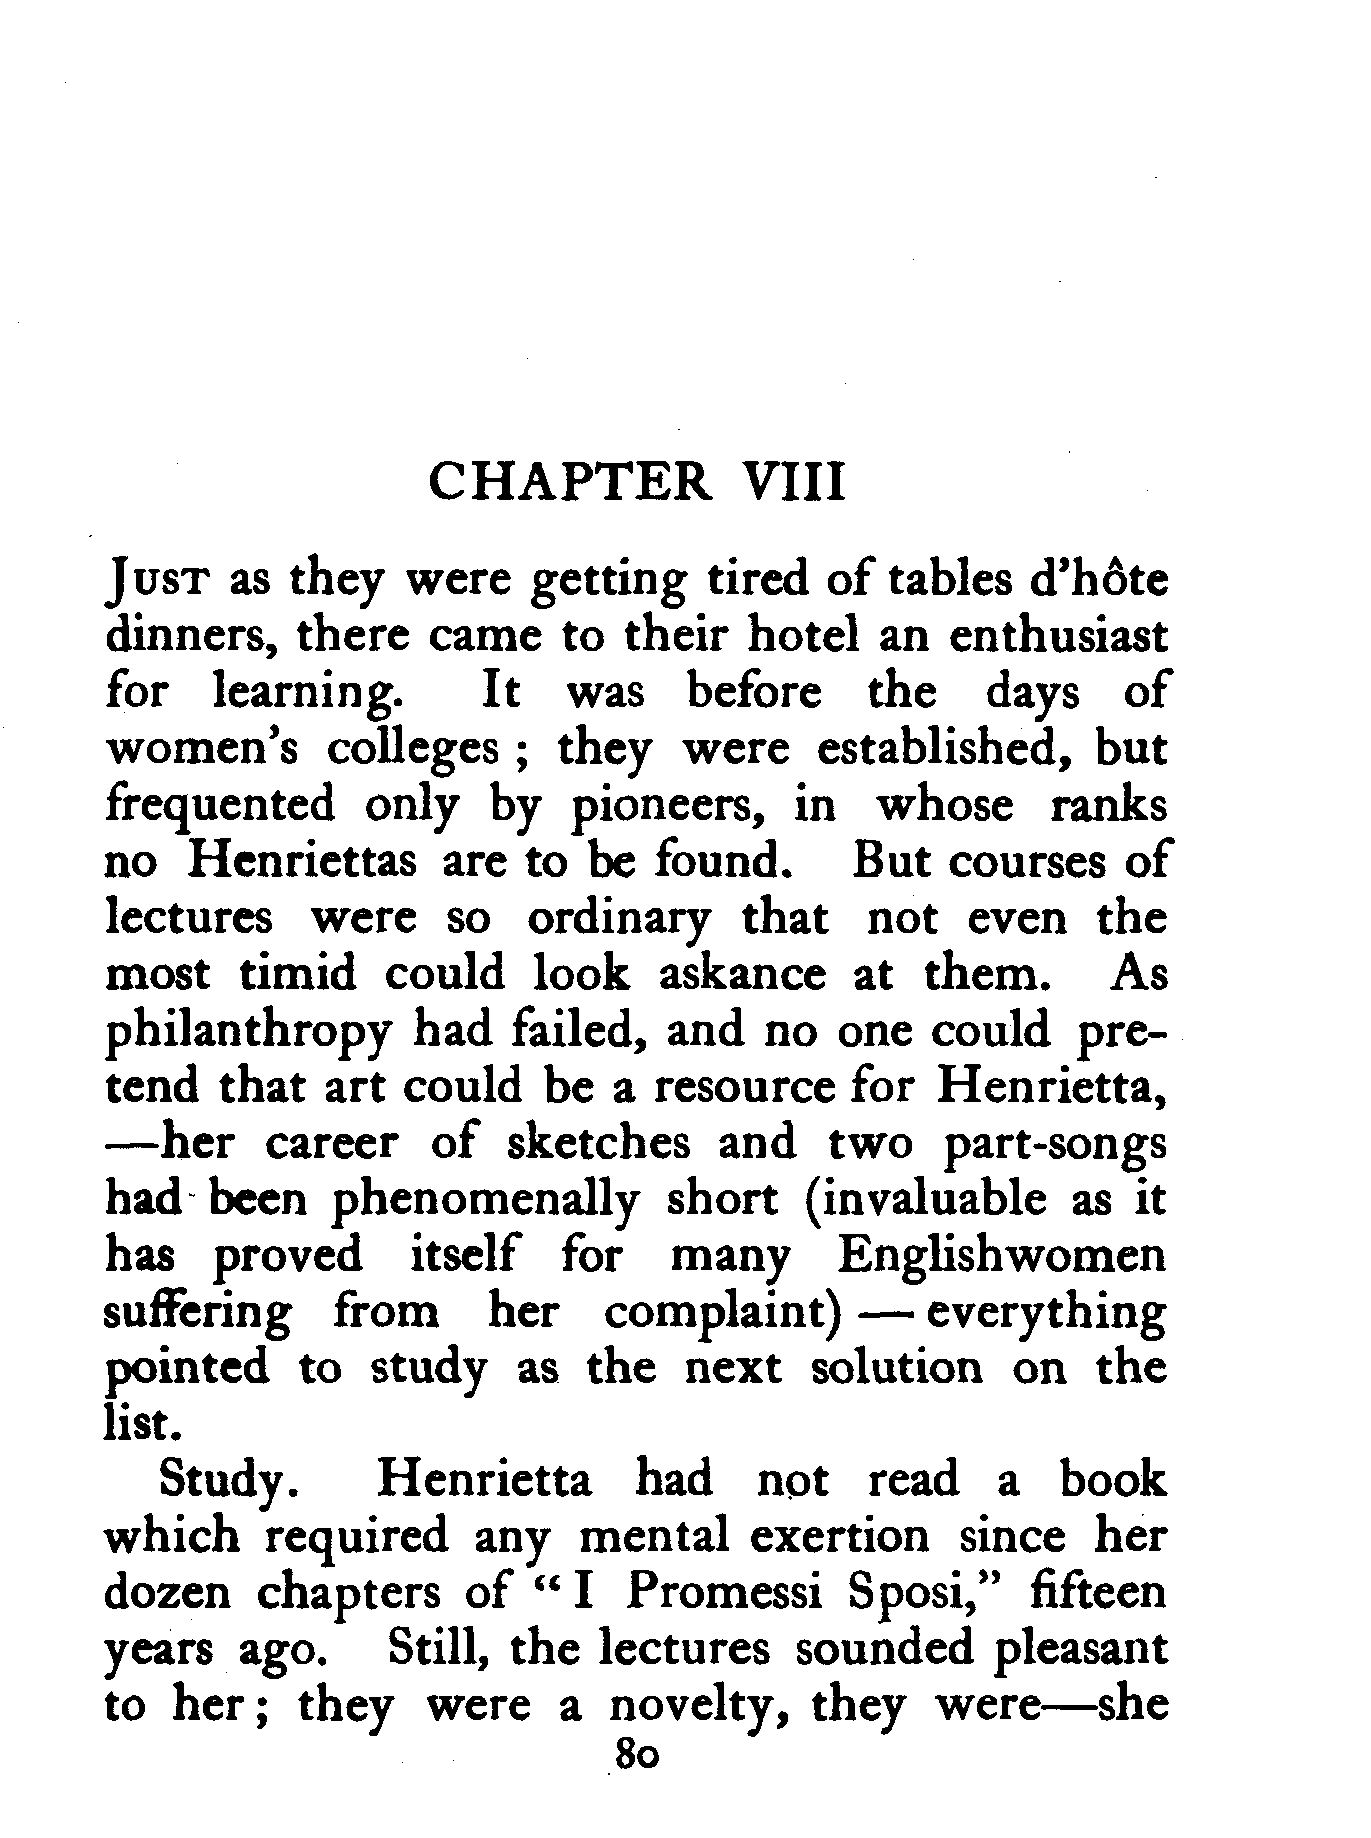 CHAPTER VIII
JUST as they were getting tired of tables d'hôte
dinners, there came to their hotel an enthusiast
for learning. It was before the days of
women's colleges ; they were established, but
frequented only by pioneers, in whose ranks
no Henriettas are to be found. But courses of
lectures were so ordinary that not even the
most timid could look askance at them. As
philanthropy had failed, and no one could pre-
tend that art could be a resource for Henrietta,
—her career of sketches and two part-songs
had been phenomenally short (invaluable as it
has proved itself for many Englishwomen
suffering from her complaint) — everything
pointed to study as the next solution on the
list.
Study. Henrietta had not read a book
which required any mental exertion since her
dozen chapters of “ I Promessi Sposi,” fifteen
years ago. Still, the lectures sounded pleasant
to her ; they were a novelty, they were—she
80